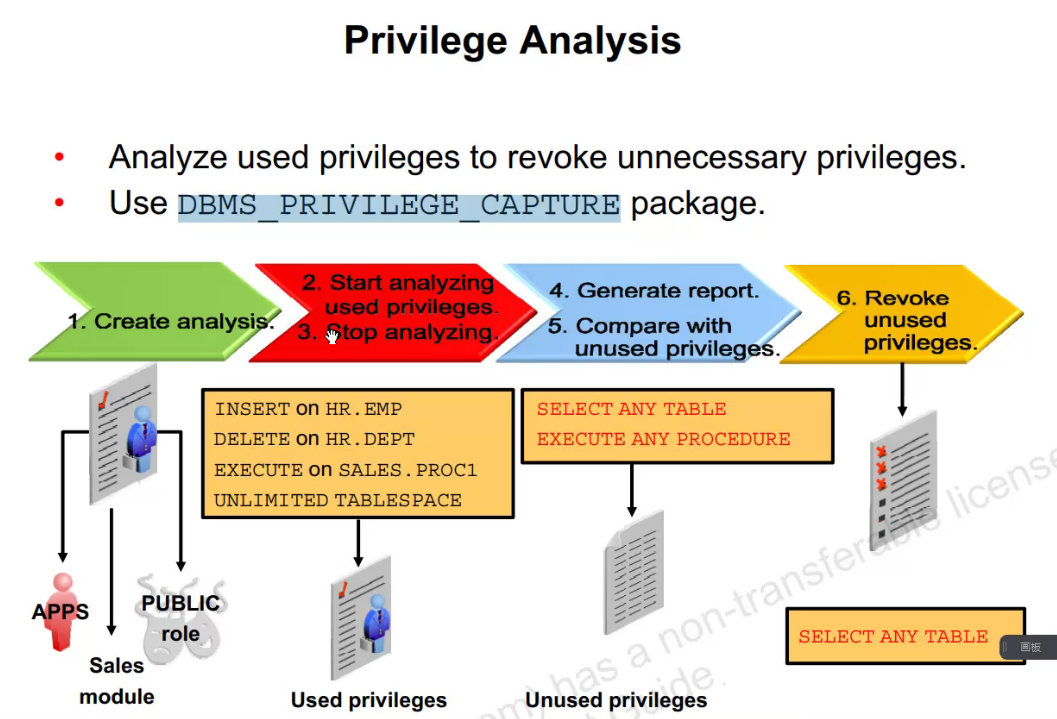 Privilege Analysis
• Analyze used privileges to revoke unnecessary privileges.
• Use DBMS_PRIVILEGE_CAPTURE package.
1. Create analysis.
2. Start analyzing
used privileges.
3. Stop analyzing.
4. Generate report.
5. Compare with
unused privileges.
6. Revoke
unused
privileges.
INSERT on HR.EMP
DELETE on HR.DEPT
EXECUTE on SALES.PROC1
UNLIMITED TABLESPACE
SELECT ANY TABLE
EXECUTE ANY PROCEDURE
APPS
Sales
module
PUBLIC
role
Used privileges
Unused privileges
SELECT ANY TABLE
画板
has a non-transferable license